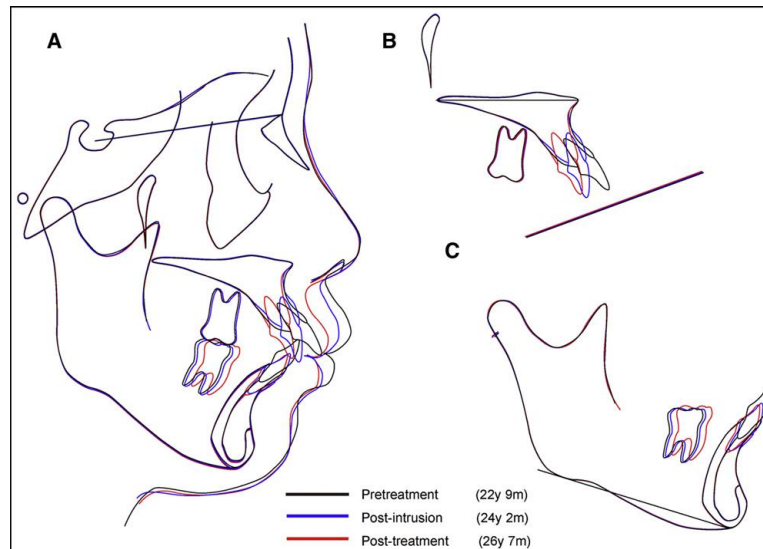 A
B
C
Pretreatment (22y 9m)
Post-intrusion (24y 2m)
Post-treatment (26y 7m)